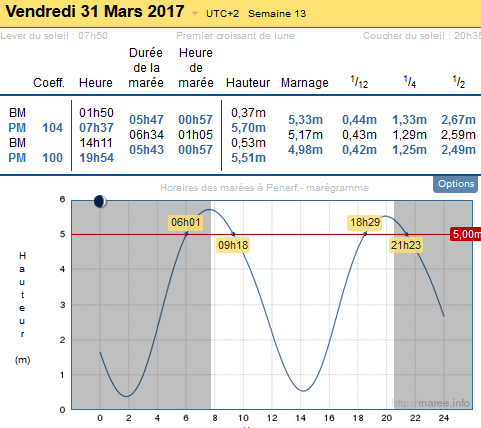 Vendredi 31 Mars 2017 UTC+2 Semaine 13
Lever du soleil : 07h50 Premier croissant de lune Coucher du soleil : 20h35
Coeff. Heure Durée de la marée Heure de marée Hauteur Marnage 1/12 1/4 1/2
BM 01h50 0,37m
05h47 00h57 5,33m 0,44m 1,33m 2,67m
PM 104 07h37 5,70m
06h34 01h05 5,17m 0,43m 1,29m 2,59m
BM 14h11 0,53m
05h43 00h57 4,98m 0,42m 1,25m 2,49m
PM 100 19h54 5,51m
Horaires des marées à Penerf - marégramme
Options
6
06h01 18h29
5 5,00m
09h18 21h23
4
3
2
1
0
Hauteur
(m)
http://maree.info
0 2 4 6 8 10 12 14 16 18 20 22 24